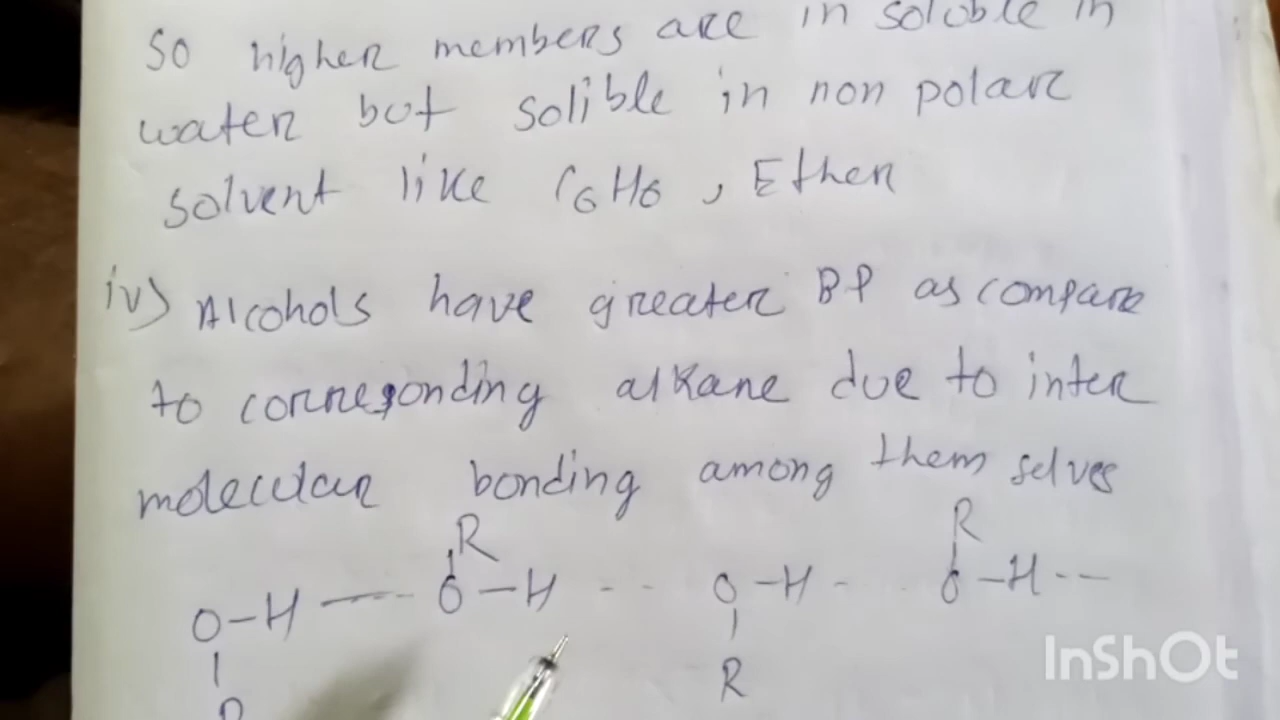 So higher members are in soluble in
water but solible in non polar
solvent like C6H6, Ether
iv) Alcohols have greater BP as compare
to corresonding alkane due to inter
molecular bonding among them selves
R R
O-H --- O-H -- O-H - O-H --
R R
InShOt